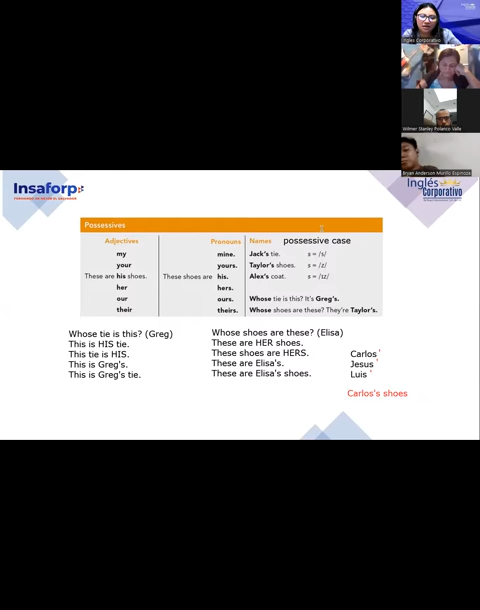 Inglés Corporativo
Wilmer Stanley Polanco Valle
Bryan Anderson Murillo Espinoza
Insaforp
Inglés
Corporativo
Possessives
Adjectives
my
your
These are his shoes.
her
our
their
Pronouns
mine.
yours.
These shoes are his.
hers.
ours.
theirs.
Names possessive case
Jack's tie. s = /s/
Taylor's shoes. s = /z/
Alex's coat. s = /ɪz/
Whose tie is this? It's Greg's.
Whose shoes are these? They're Taylor's.
Whose tie is this? (Greg)
This is HIS tie.
This tie is HIS.
This is Greg's.
This is Greg's tie.
Whose shoes are these? (Elisa)
These are HER shoes.
These shoes are HERS.
These are Elisa's.
These are Elisa's shoes.
Carlos '
Jesus '
Luis '
Carlos's shoes